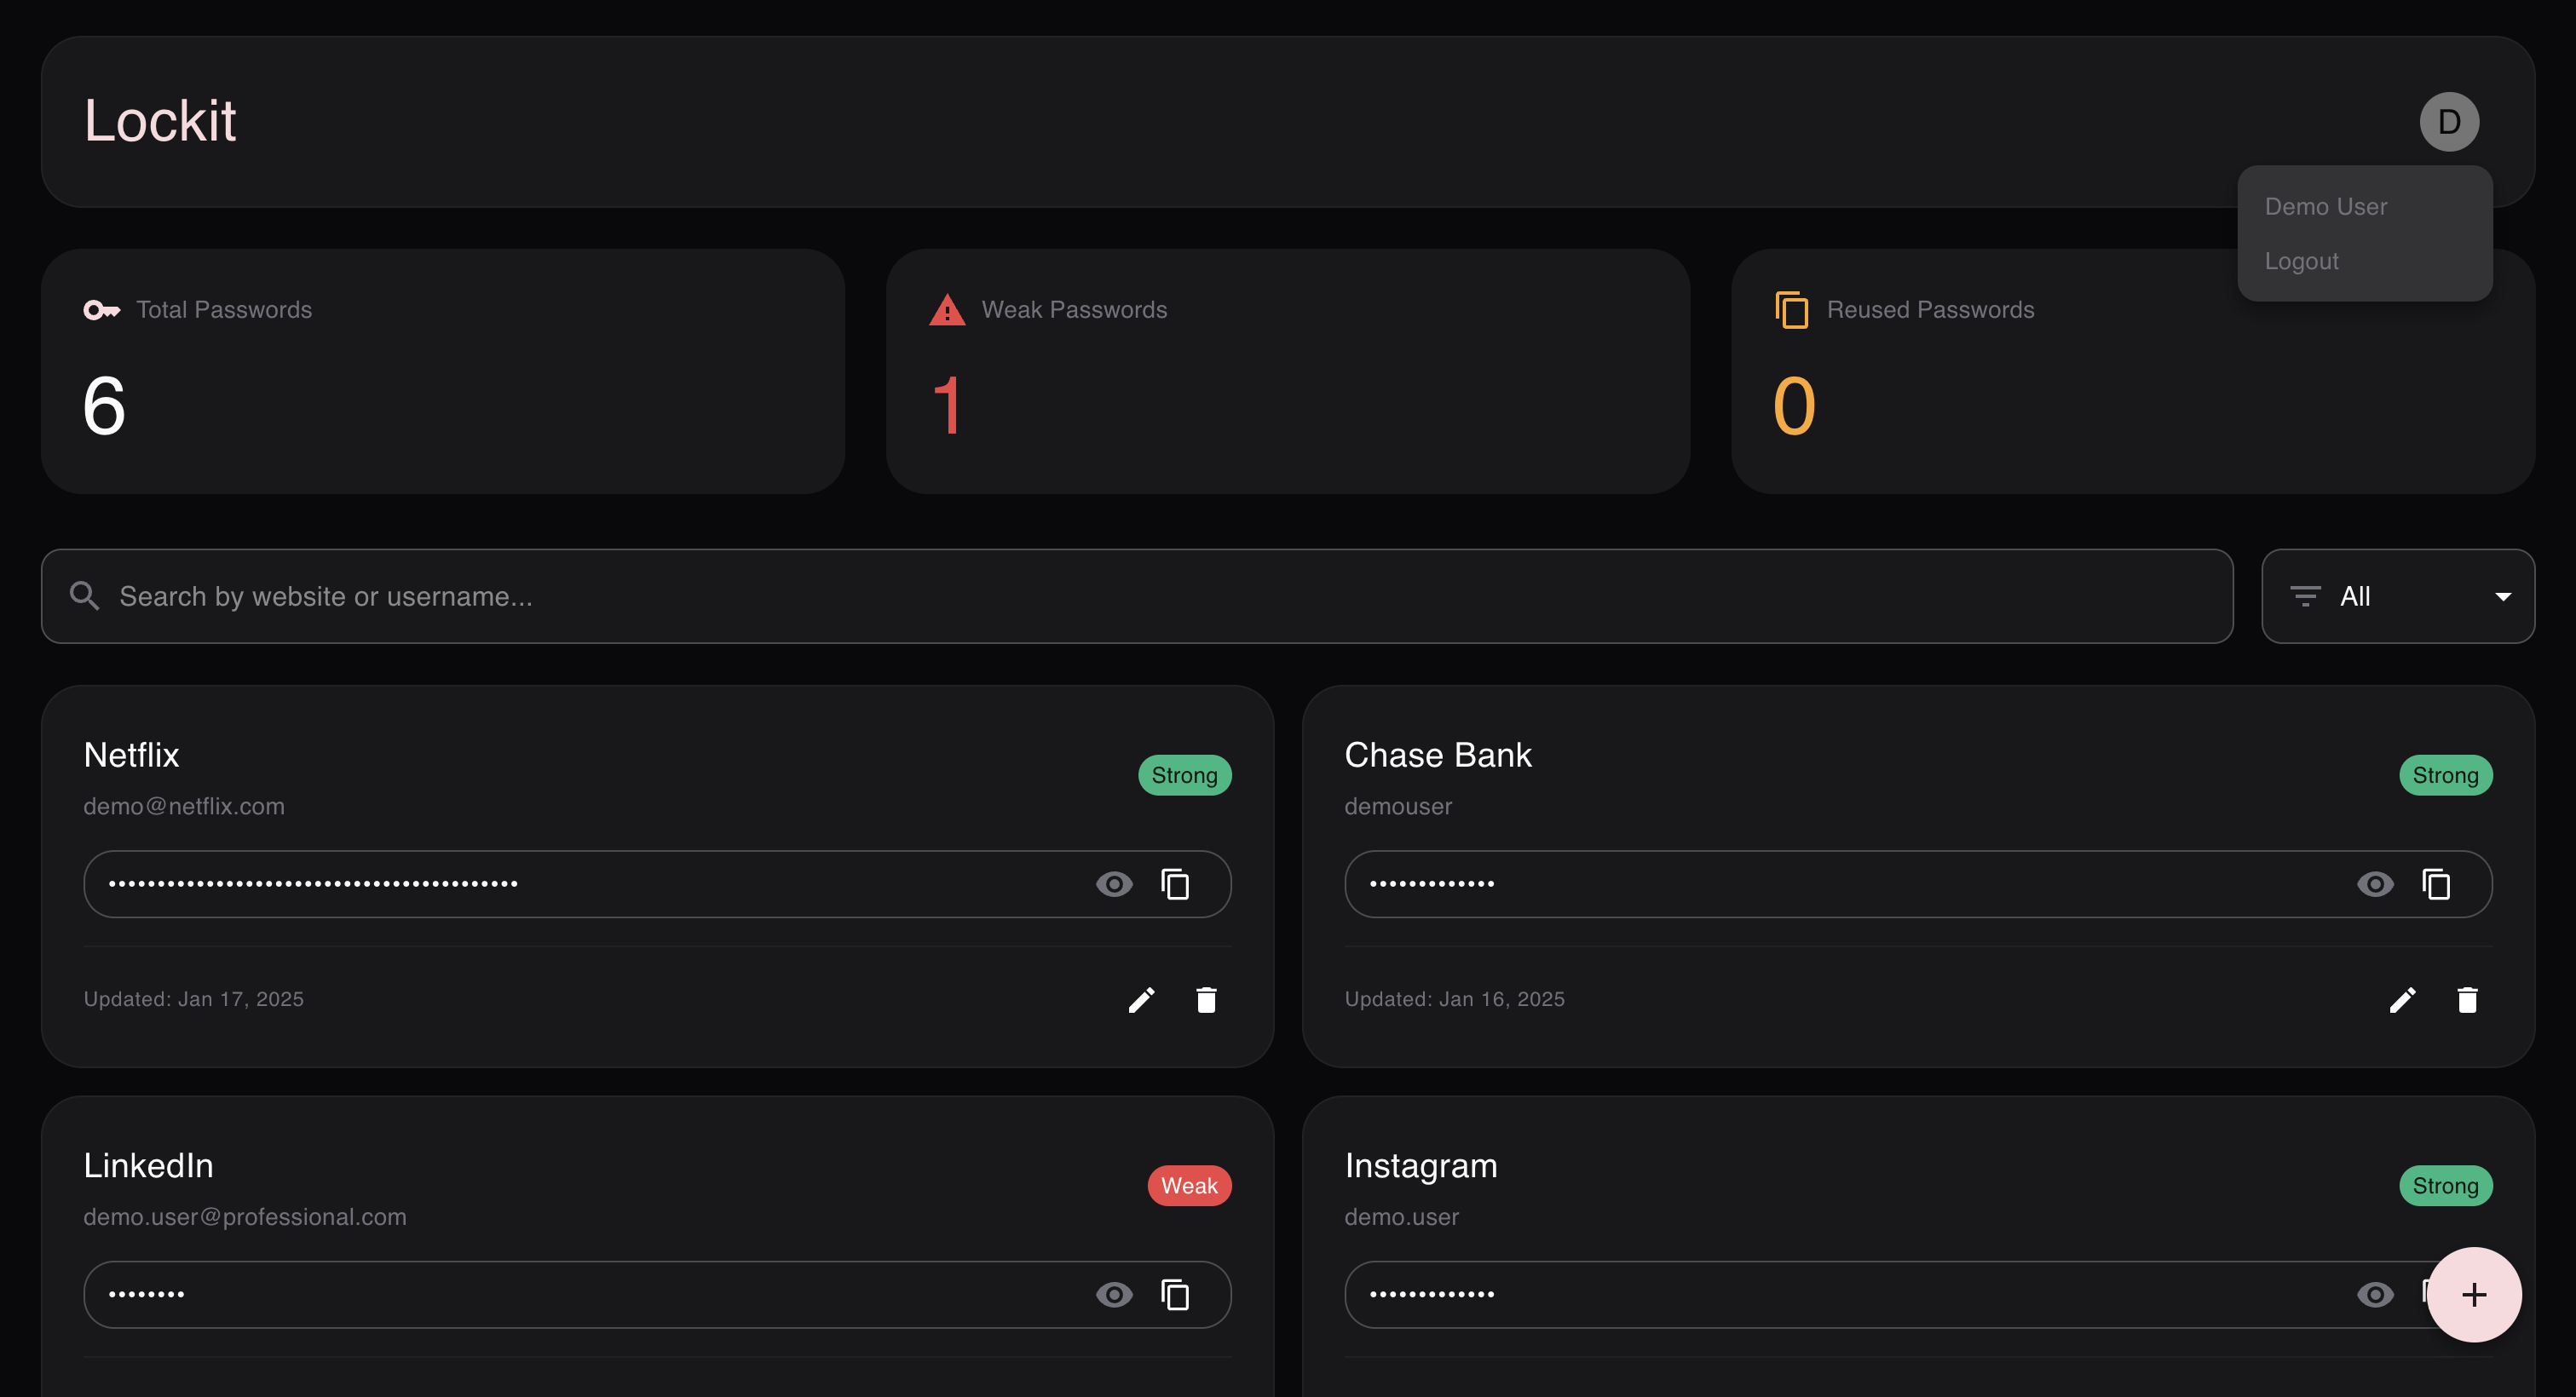 Lockit
D
Demo User
Logout
Total Passwords
6
Weak Passwords
1
Reused Passwords
0
Search by website or username...
All
Netflix
Strong
demo@netflix.com
••••••••••••••••••••••••••••••••••••••••••
Updated: Jan 17, 2025
Chase Bank
Strong
demouser
•••••••••••••
Updated: Jan 16, 2025
LinkedIn
Weak
demo.user@professional.com
••••••••
Instagram
Strong
demo.user
•••••••••••••
+